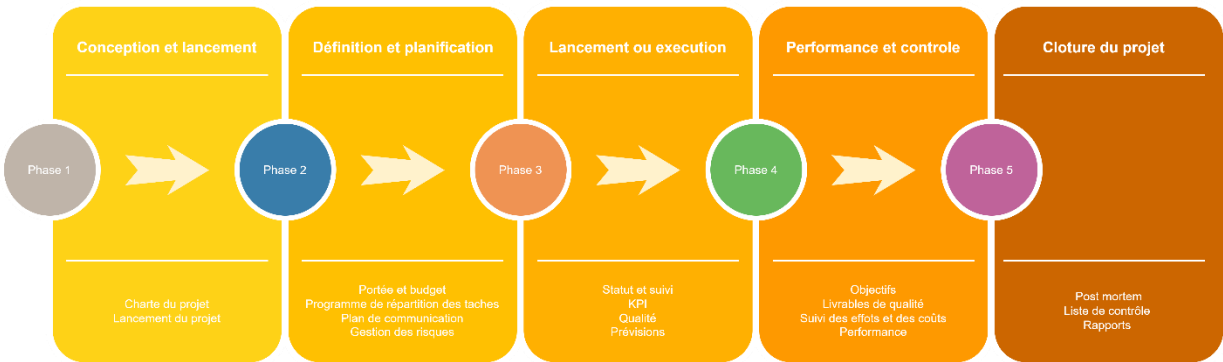 Conception et lancement
Définition et planification
Lancement ou execution
Performance et controle
Cloture du projet
Phase 1
Phase 2
Phase 3
Phase 4
Phase 5
Charte du projet
Lancement du projet
Portée et budget
Programme de répartition des taches
Plan de communication
Gestion des risques
Statut et suivi
KPI
Qualité
Prévisions
Objectifs
Livrables de qualité
Suivi des effots et des coûts
Performance
Post mortem
Liste de contrôle
Rapports